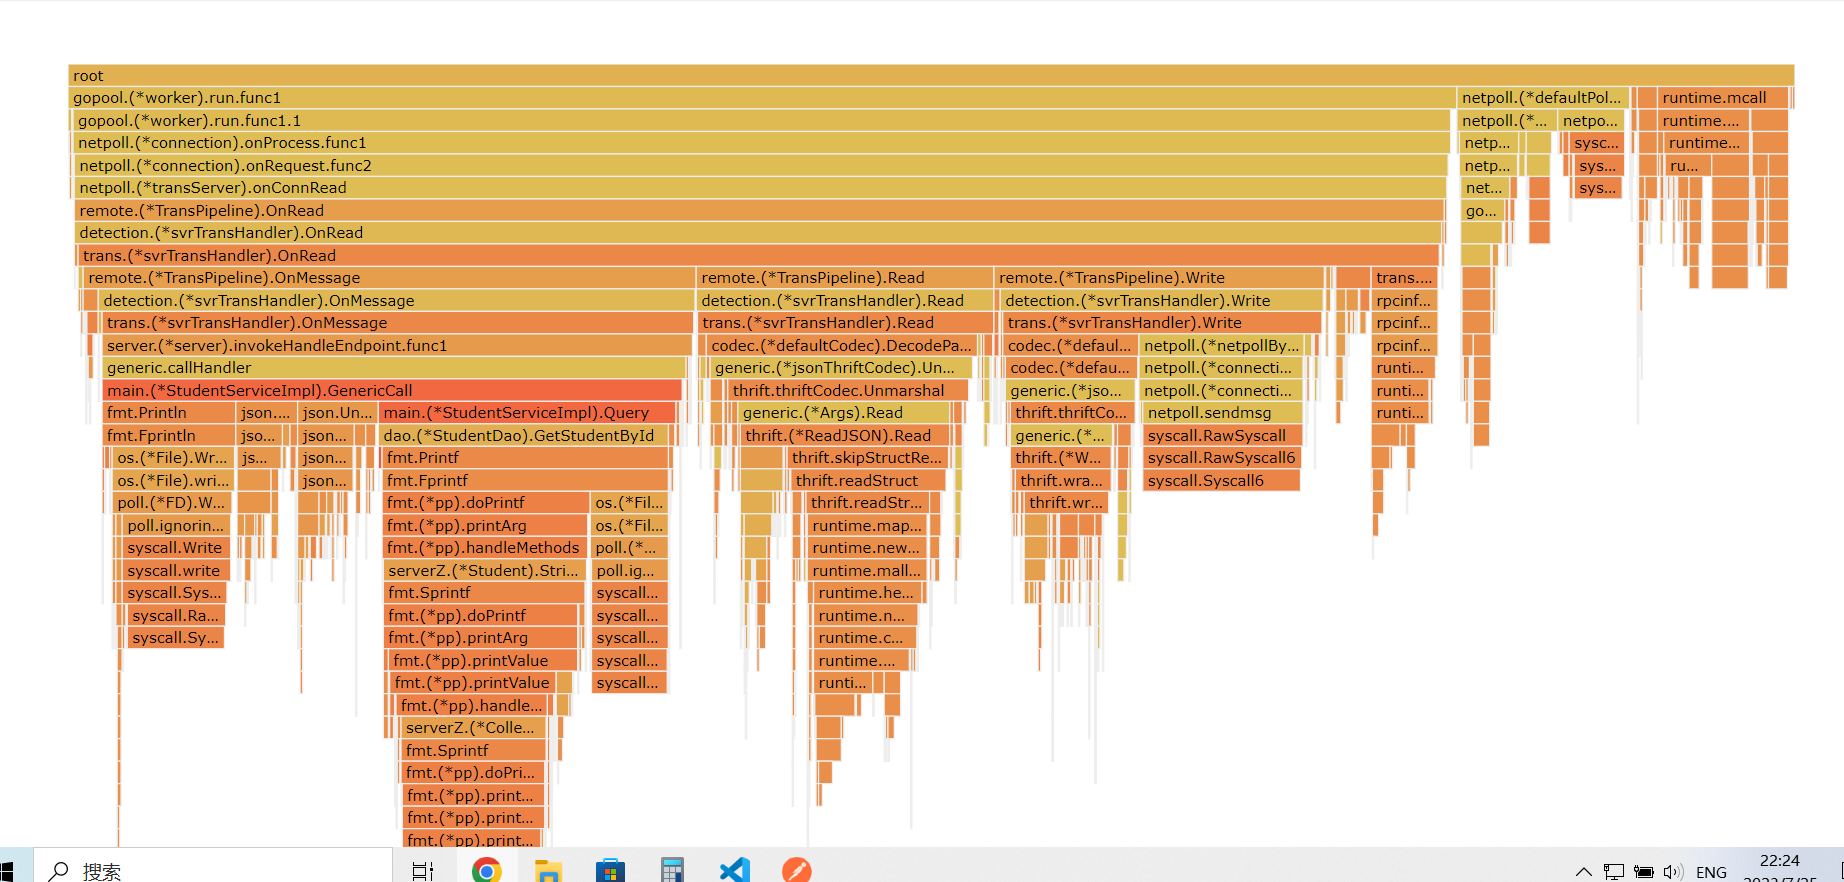 root
gopool.(*worker).run.func1 netpoll.(*defaultPol... runtime.mcall
gopool.(*worker).run.func1.1 netpoll.(*... netpo... runtime....
netpoll.(*connection).onProcess.func1 netp... sysc... runtime...
netpoll.(*connection).onRequest.func2 netp... sys... ru...
netpoll.(*transServer).onConnRead net... sys...
remote.(*TransPipeline).OnRead go...
detection.(*svrTransHandler).OnRead
trans.(*svrTransHandler).OnRead
remote.(*TransPipeline).OnMessage remote.(*TransPipeline).Read remote.(*TransPipeline).Write trans....
detection.(*svrTransHandler).OnMessage detection.(*svrTransHandler).Read detection.(*svrTransHandler).Write rpcinf...
trans.(*svrTransHandler).OnMessage trans.(*svrTransHandler).Read trans.(*svrTransHandler).Write rpcinf...
server.(*server).invokeHandleEndpoint.func1 codec.(*defaultCodec).DecodePa... codec.(*defaul... netpoll.(*netpollBy... rpcinf...
generic.callHandler generic.(*jsonThriftCodec).Un... codec.(*defau... netpoll.(*connecti... runti...
main.(*StudentServiceImpl).GenericCall thrift.thriftCodec.Unmarshal generic.(*jso... netpoll.(*connecti... runti...
fmt.Println json.... json.Un... main.(*StudentServiceImpl).Query generic.(*Args).Read thrift.thriftCo... netpoll.sendmsg runti...
fmt.Fprintln jso... json... dao.(*StudentDao).GetStudentById thrift.(*ReadJSON).Read generic.(*... syscall.RawSyscall
os.(*File).Wr... js... json... fmt.Printf thrift.skipStructRe... thrift.(*W... syscall.RawSyscall6
os.(*File).wri... json... fmt.Fprintf thrift.readStruct thrift.wra... syscall.Syscall6
poll.(*FD).W... fmt.(*pp).doPrintf os.(*Fil... thrift.readStr... thrift.wr...
poll.ignorin... fmt.(*pp).printArg os.(*Fil... runtime.map...
syscall.Write fmt.(*pp).handleMethods poll.(*... runtime.new...
syscall.write serverZ.(*Student).Stri... poll.ig... runtime.mall...
syscall.Sys... fmt.Sprintf syscall... runtime.he...
syscall.Ra... fmt.(*pp).doPrintf syscall... runtime.n...
syscall.Sy... fmt.(*pp).printArg syscall... runtime.c...
fmt.(*pp).printValue syscall... runtime....
fmt.(*pp).printValue syscall... runti...
fmt.(*pp).handle...
serverZ.(*Colle...
fmt.Sprintf
fmt.(*pp).doPri...
fmt.(*pp).print...
fmt.(*pp).print...
fmt.(*pp).print...
搜索 ENG 22:24
2023/7/25